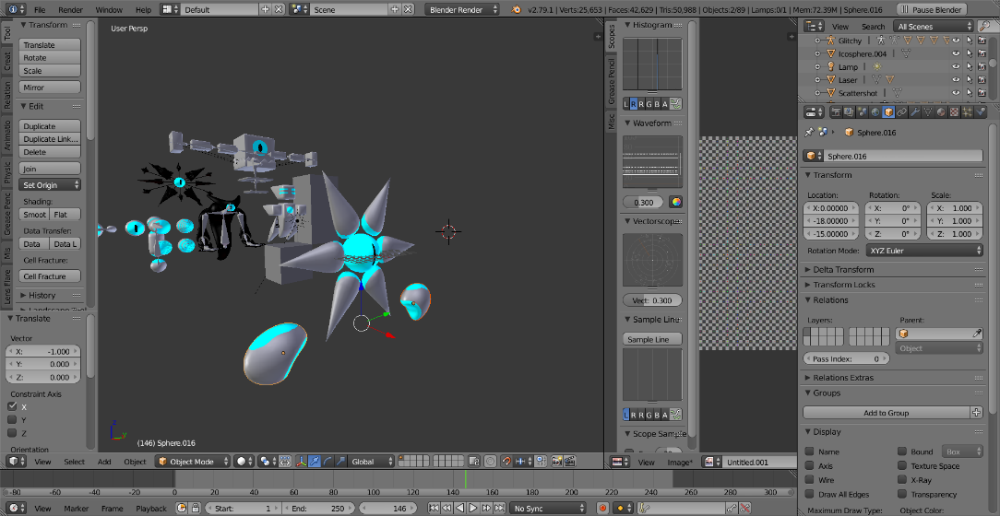 File Render Window Help Default Scene Blender Render v2.79.1 | Verts:25,653 | Faces:42,629 | Tris:50,988 | Objects:2/89 | Lamps:0/1 | Mem:72.39M | Sphere.016 Pause Blender
Tool
Creat
Relation
Animatio
Physic
Grease Penc
Mis
Lens Flare
Transform
Translate
Rotate
Scale
Mirror
Edit
Duplicate
Duplicate Link...
Delete
Join
Set Origin
Shading:
Smoot Flat
Data Transfer:
Data Data L
Cell Fracture:
Cell Fracture
History
Translate
Vector
X: -1.000
Y: 0.000
Z: 0.000
Constraint Axis
X
Y
Z
Orientation
User Persp
(146) Sphere.016
View Select Add Object Object Mode Global
Scopes
Grease Pencil
Misc
Histogram
L R R G B A
Waveform
0.300
Vectorscope
Vect: 0.300
Sample Line
Sample Line
L R R G B A
Scope Sample
View Image* Untitled.001
View Search All Scenes
Glitchy
Icosphere.004
Lamp
Laser
Scattershot
Sphere.016
Sphere.016
Transform
Location: Rotation: Scale:
X:0.00000 X: 0° X: 1.000
-18.00000 Y: 0° Y: 1.000
-15.00000 Z: 0° Z: 1.000
Rotation Mode: XYZ Euler
Delta Transform
Transform Locks
Relations
Layers: Parent:
Object
Pass Index: 0
Relations Extras
Groups
Add to Group
Display
Name Bound Box
Axis Texture Space
Wire X-Ray
Draw All Edges Transparency
Maximum Draw Type: Object Color:
-80 -60 -40 -20 0 20 40 60 80 100 120 140 160 180 200 220 240 260 280 300
View Marker Frame Playback Start: 1 End: 250 146 No Sync